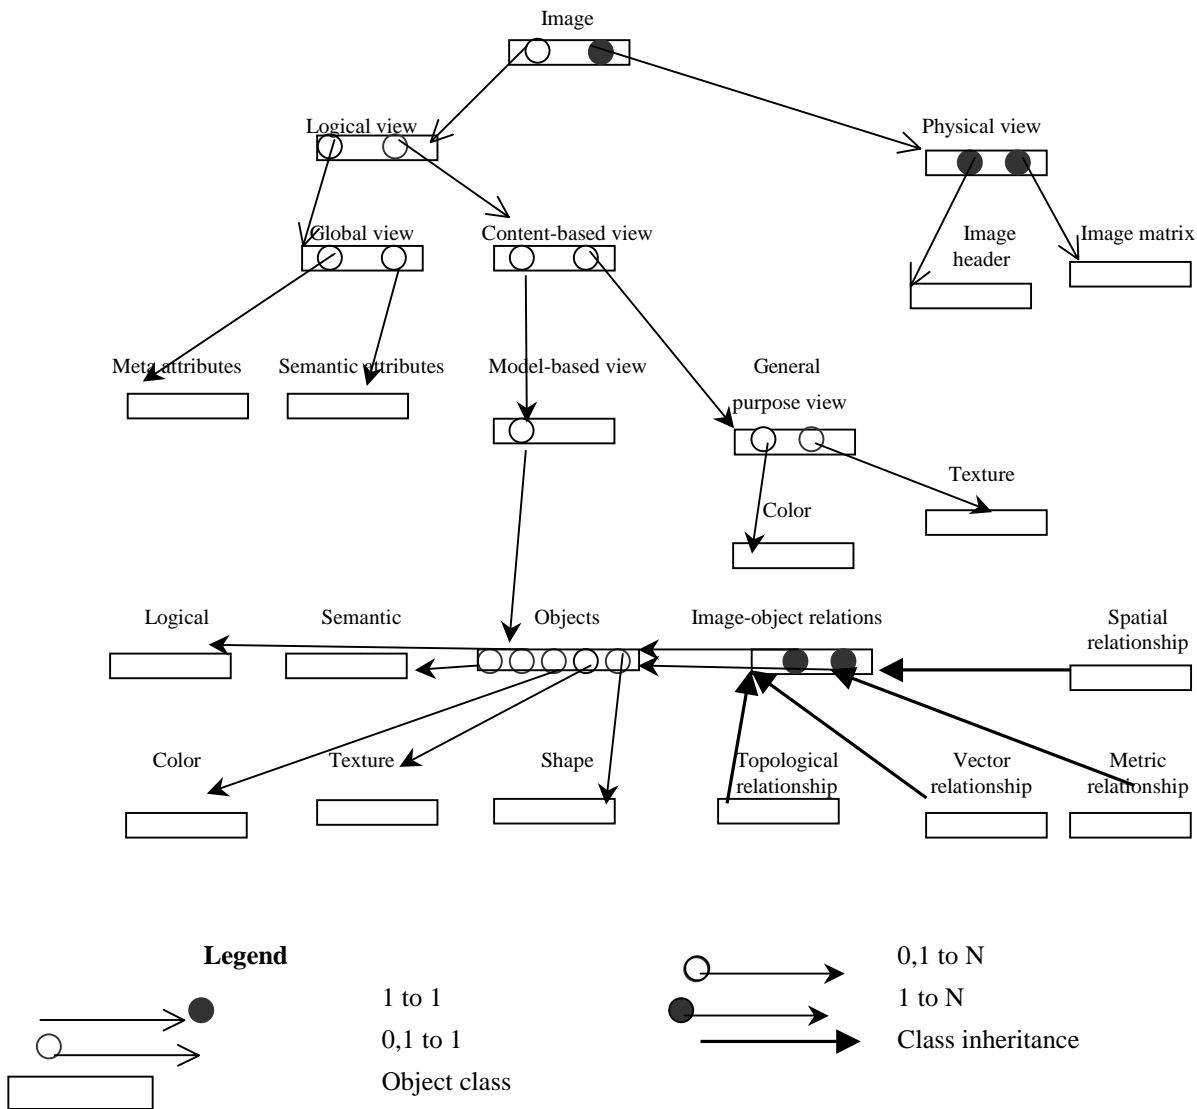 Image
Logical view
Physical view
Global view
Content-based view
Image
header
Image matrix
Meta attributes
Semantic attributes
Model-based view
General
purpose view
Texture
Color
Logical
Semantic
Objects
Image-object relations
Spatial
relationship
Color
Texture
Shape
Topological
relationship
Vector
relationship
Metric
relationship
Legend
1 to 1
0,1 to 1
Object class
0,1 to N
1 to N
Class inheritance